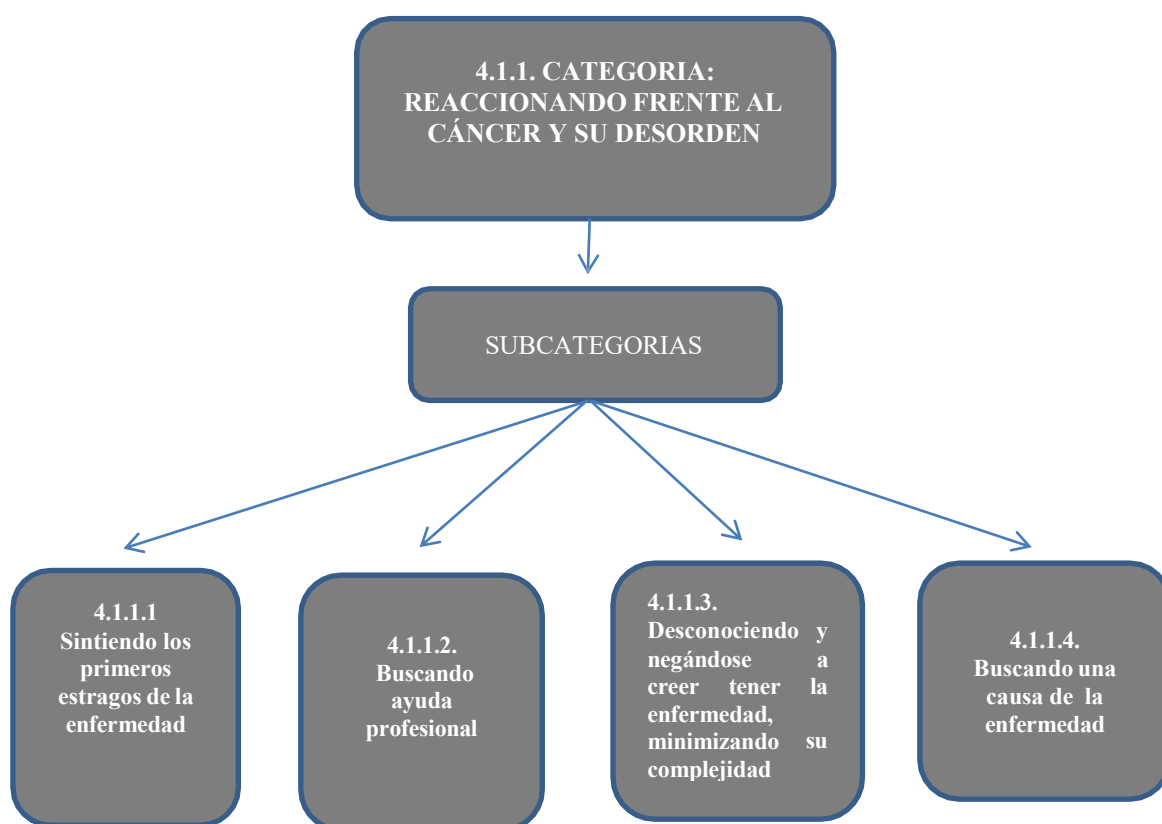 4.1.1. CATEGORIA:
REACCIONANDO FRENTE AL
CÁNCER Y SU DESORDEN
SUBCATEGORIAS
4.1.1.1
Sintiendo los
primeros
estragos de la
enfermedad
4.1.1.2.
Buscando
ayuda
profesional
4.1.1.3.
Desconociendo y
negándose a
creer tener la
enfermedad,
minimizando su
complejidad
4.1.1.4.
Buscando una
causa de la
enfermedad